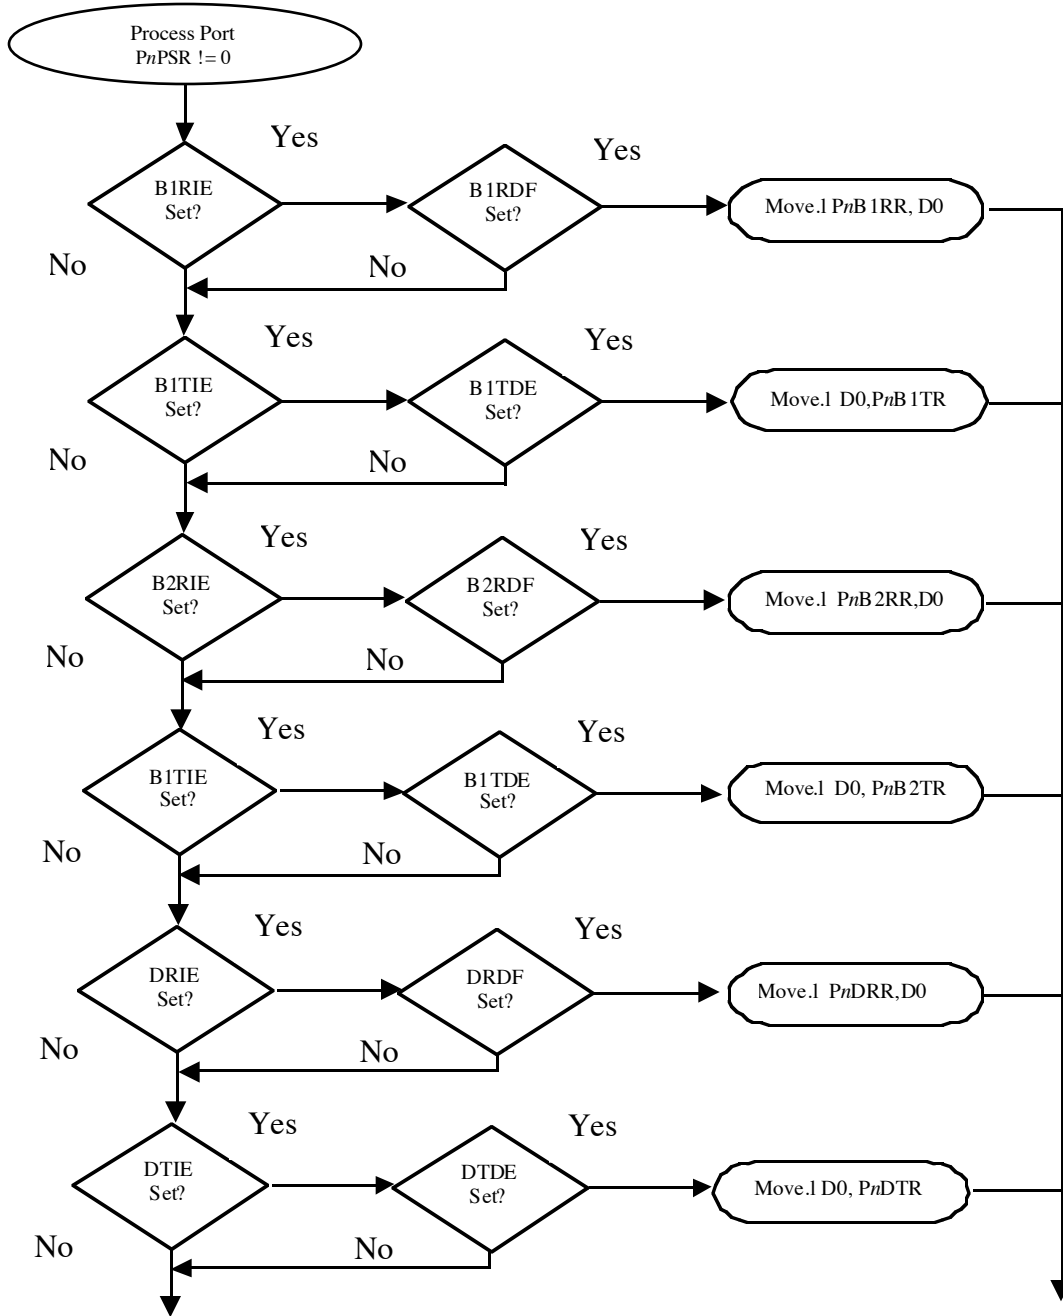 Process Port
PnPSR != 0
Yes
Yes
B1RIE
Set?
B1RDF
Set?
Move.l PnB1RR, D0
No
No
Yes
Yes
B1TIE
Set?
B1TDE
Set?
Move.l D0,PnB1TR
No
No
Yes
Yes
B2RIE
Set?
B2RDF
Set?
Move.l PnB2RR,D0
No
No
Yes
Yes
B1TIE
Set?
B1TDE
Set?
Move.l D0, PnB2TR
No
No
Yes
Yes
DRIE
Set?
DRDF
Set?
Move.l PnDRR,D0
No
No
Yes
Yes
DTIE
Set?
DTDE
Set?
Move.l D0, PnDTR
No
No